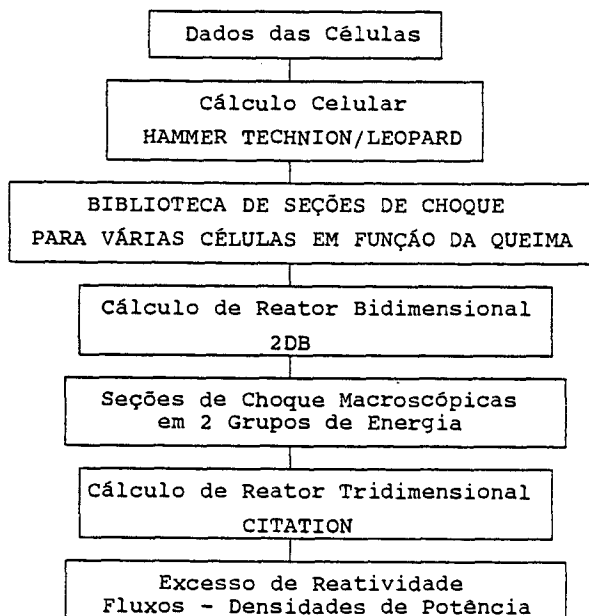 Dados das Células
Cálculo Celular
HAMMER TECHNION/LEOPARD
BIBLIOTECA DE SEÇÕES DE CHOQUE
PARA VÁRIAS CÉLULAS EM FUNÇÁO DA QUEIMA
Cálculo de Reator Bidimensional
2DB
Seções de Choque Macroscópicas
em 2 Grupos de Energia
Cálculo de Reator Tridimensional
CITATION
Excesso de Reatividade
Fluxos - Densidades de Potência